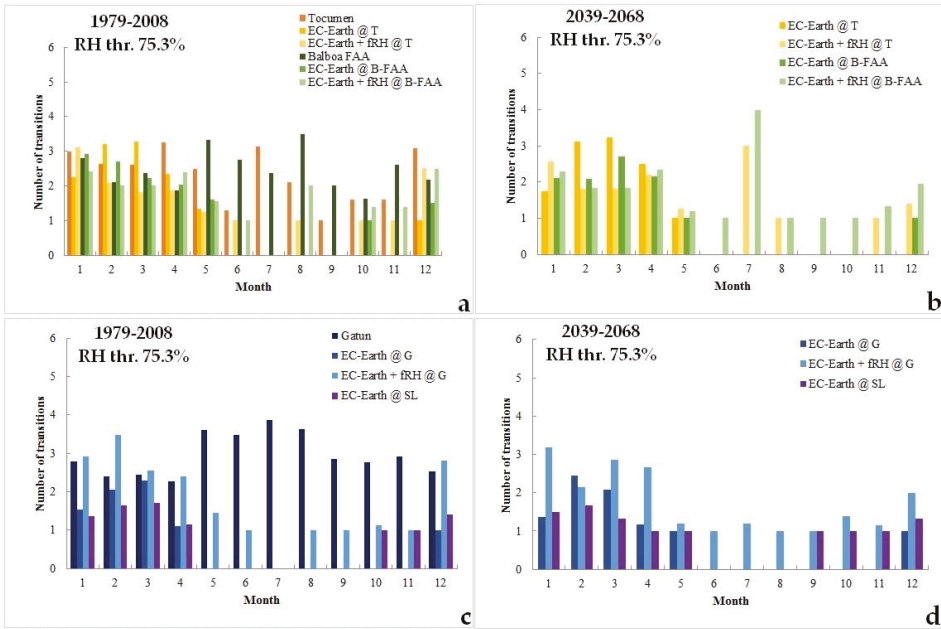 1979-2008
RH thr. 75.3%
Tocumen
EC-Earth @ T
EC-Earth + fRH @ T
Balboa FAA
EC-Earth @ B-FAA
EC-Earth + fRH @ B-FAA
Number of transitions
6
5
4
3
2
1
0
1 2 3 4 5 6 7 8 9 10 11 12
Month
a
2039-2068
RH thr. 75.3%
EC-Earth @ T
EC-Earth + fRH @ T
EC-Earth @ B-FAA
EC-Earth + fRH @ B-FAA
Number of transitions
6
5
4
3
2
1
0
1 2 3 4 5 6 7 8 9 10 11 12
Month
b
1979-2008
RH thr. 75.3%
Gatun
EC-Earth @ G
EC-Earth + fRH @ G
EC-Earth @ SL
Number of transitions
6
5
4
3
2
1
0
1 2 3 4 5 6 7 8 9 10 11 12
Month
c
2039-2068
RH thr. 75.3%
EC-Earth @ G
EC-Earth + fRH @ G
EC-Earth @ SL
Number of transitions
6
5
4
3
2
1
0
1 2 3 4 5 6 7 8 9 10 11 12
Month
d